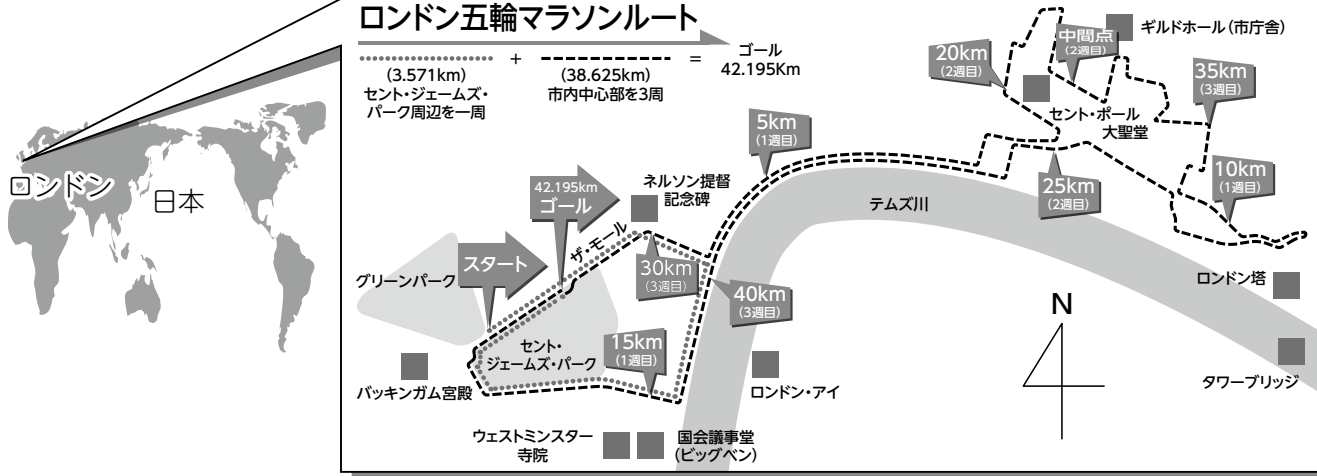 ロンドン五輪マラソンルート
(3.571km)
セント・ジェームズ・
パーク周辺を一周
+
(38.625km)
市内中心部を3周
=
ゴール
42.195Km
ロンドン
日本
ギルドホール(市庁舎)
中間点
(2週目)
20km
(2週目)
35km
(3週目)
セント・ポール
大聖堂
5km
(1週目)
10km
(1週目)
25km
(2週目)
42.195km
ゴール
ネルソン提督
記念碑
テムズ川
ザ・モール
スタート
グリーンパーク
30km
(3週目)
40km
(3週目)
ロンドン塔
N
セント・
ジェームズ・パーク
15km
(1週目)
バッキンガム宮殿
ロンドン・アイ
タワーブリッジ
ウェストミンスター
寺院
国会議事堂
(ビッグベン)